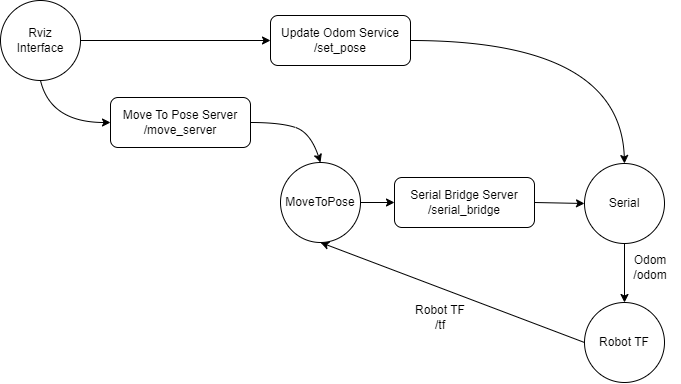 Rviz
Interface
Update Odom Service
/set_pose
Move To Pose Server
/move_server
MoveToPose
Serial Bridge Server
/serial_bridge
Serial
Odom
/odom
Robot TF
/tf
Robot TF